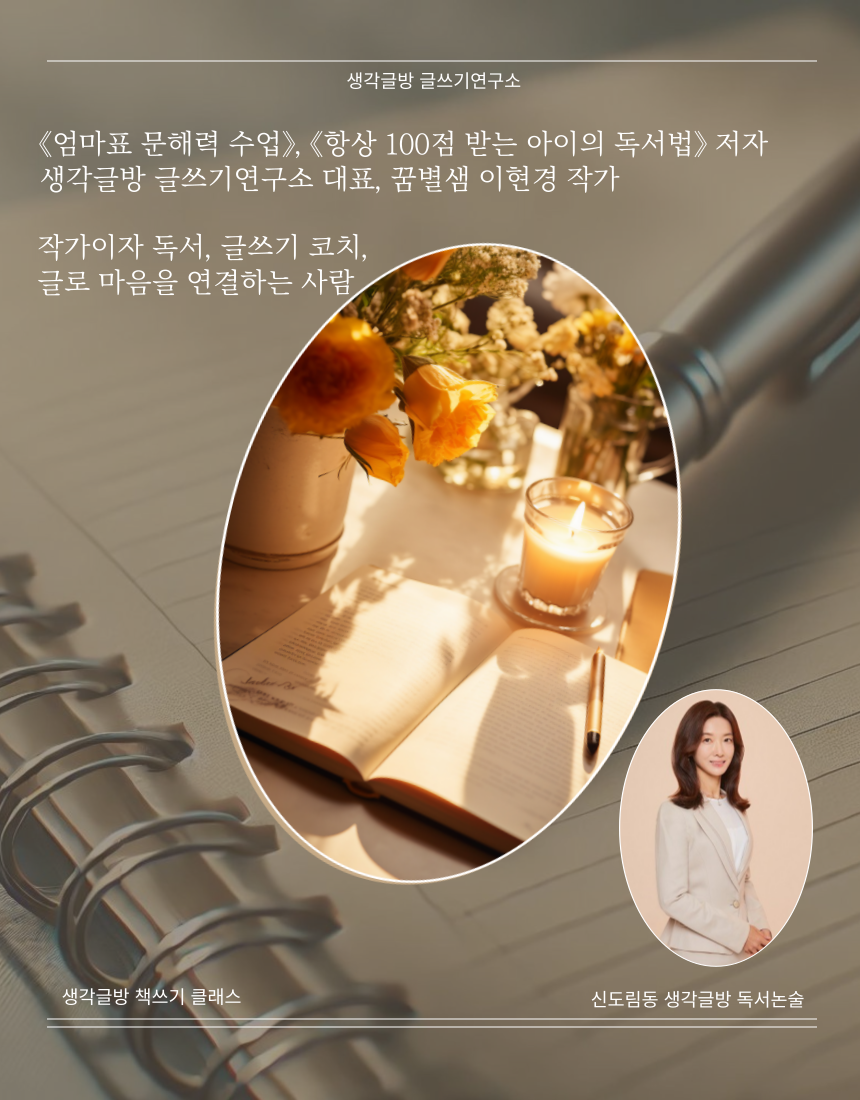 생각글방 글쓰기연구소
《엄마표 문해력 수업》, 《항상 100점 받는 아이의 독서법》 저자
생각글방 글쓰기연구소 대표, 꿈별샘 이현경 작가
작가이자 독서, 글쓰기 코치,
글로 마음을 연결하는 사람
생각글방 책쓰기 클래스
신도림동 생각글방 독서논술